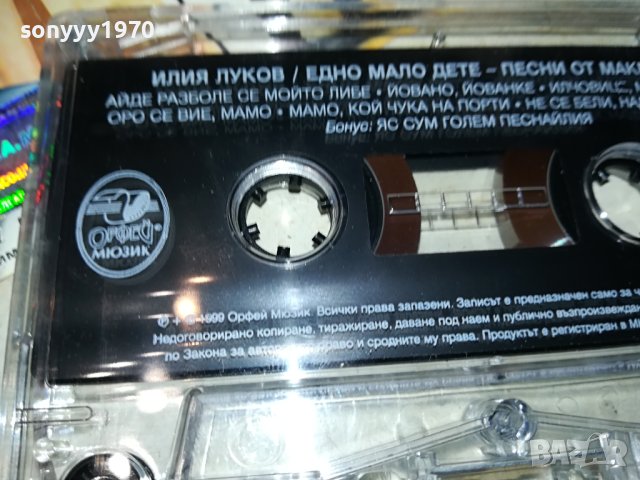 sonyyy1970
ИЛИЯ ЛУКОВ / ЕДНО МАЛО ДЕТЕ – ПЕСНИ ОТ МАК
АЙДЕ РАЗБОЛЕ СЕ МОЙТО ЛИБЕ • ЙОВАНО, ЙОВАНКЕ •
ОРО СЕ ВИЕ, МАМО • МАМО, КОЙ ЧУКА НА ПОРТИ • НЕ СЕ БЕЛИ, НА
Бонус: ЯС СУМ ГОЛЕМ ПЕСНАЙЛИЯ
ОРФЕЙ
МЮЗИК
℗ + © 1999 Орфей Мюзик. Всички права запазени. Записът е предназначен само за ч
Недоговорирано копиране, тиражиране, даване под наем и публично възпроизвежда
по Закона за авторското право и сродните му права. Продуктът е регистриран в М
BAZAR